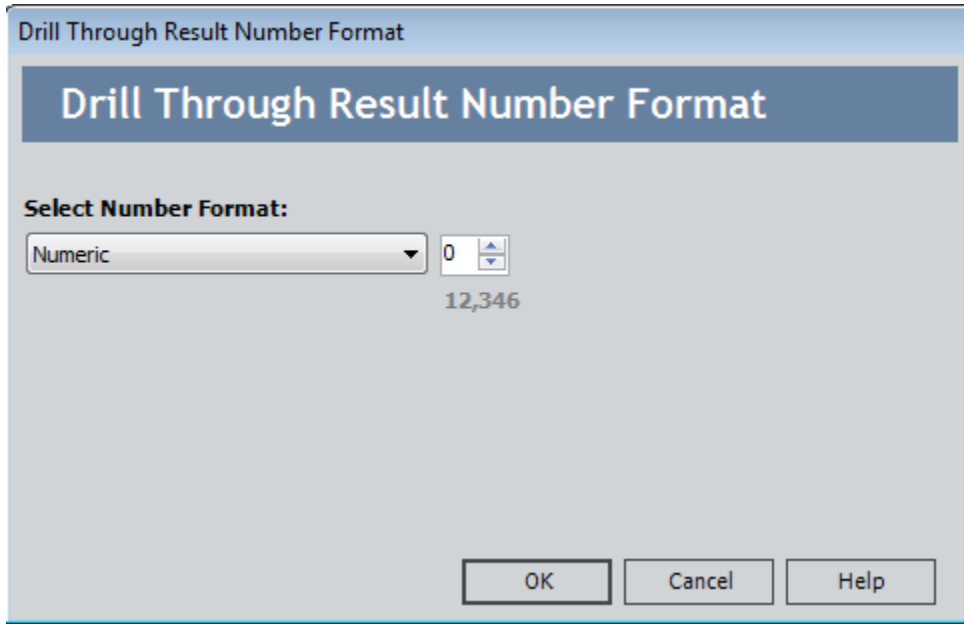 Drill Through Result Number Format
Drill Through Result Number Format
Select Number Format:
Numeric 0
12,346
OK Cancel Help